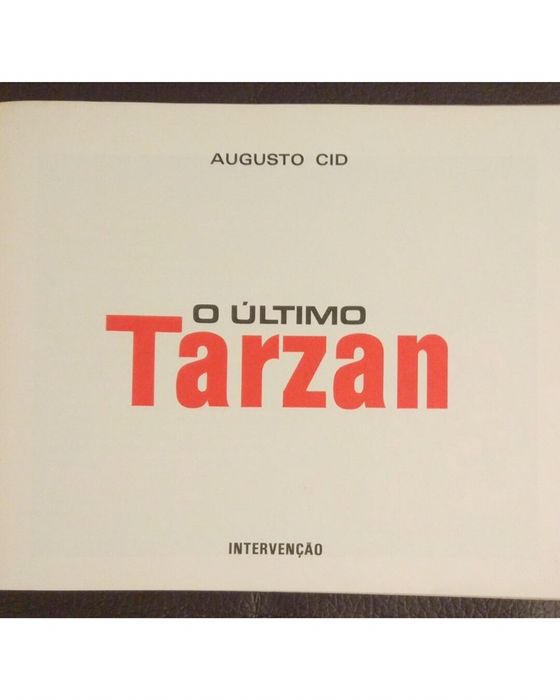 AUGUSTO CID
O ÚLTIMO
Tarzan
INTERVENÇÃO